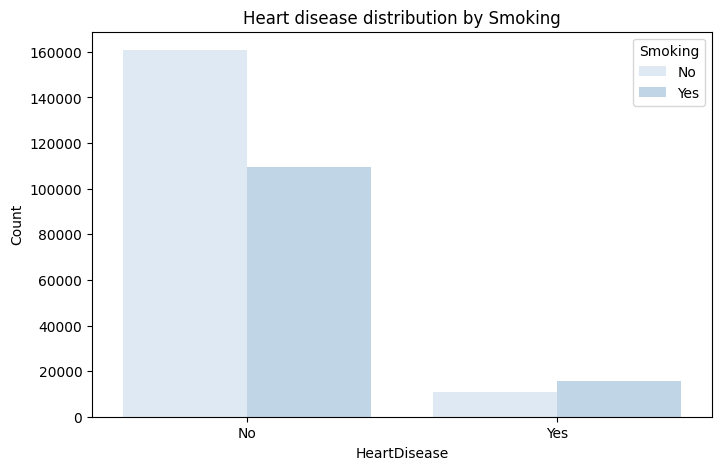 Heart disease distribution by Smoking
Smoking
No
Yes
160000
140000
120000
100000
80000
60000
40000
20000
0
Count
No
Yes
HeartDisease